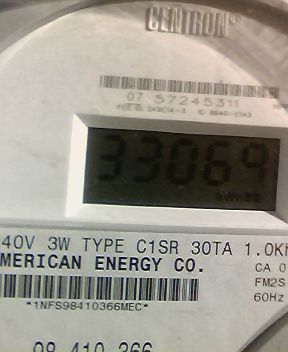 CENTRON®
07 57245311
33069
40V 3W TYPE C1SR 30TA 1.0K
MERICAN ENERGY CO.
CA 0
FM2S
60Hz
*1NFS98410366MEC*
98 410 366